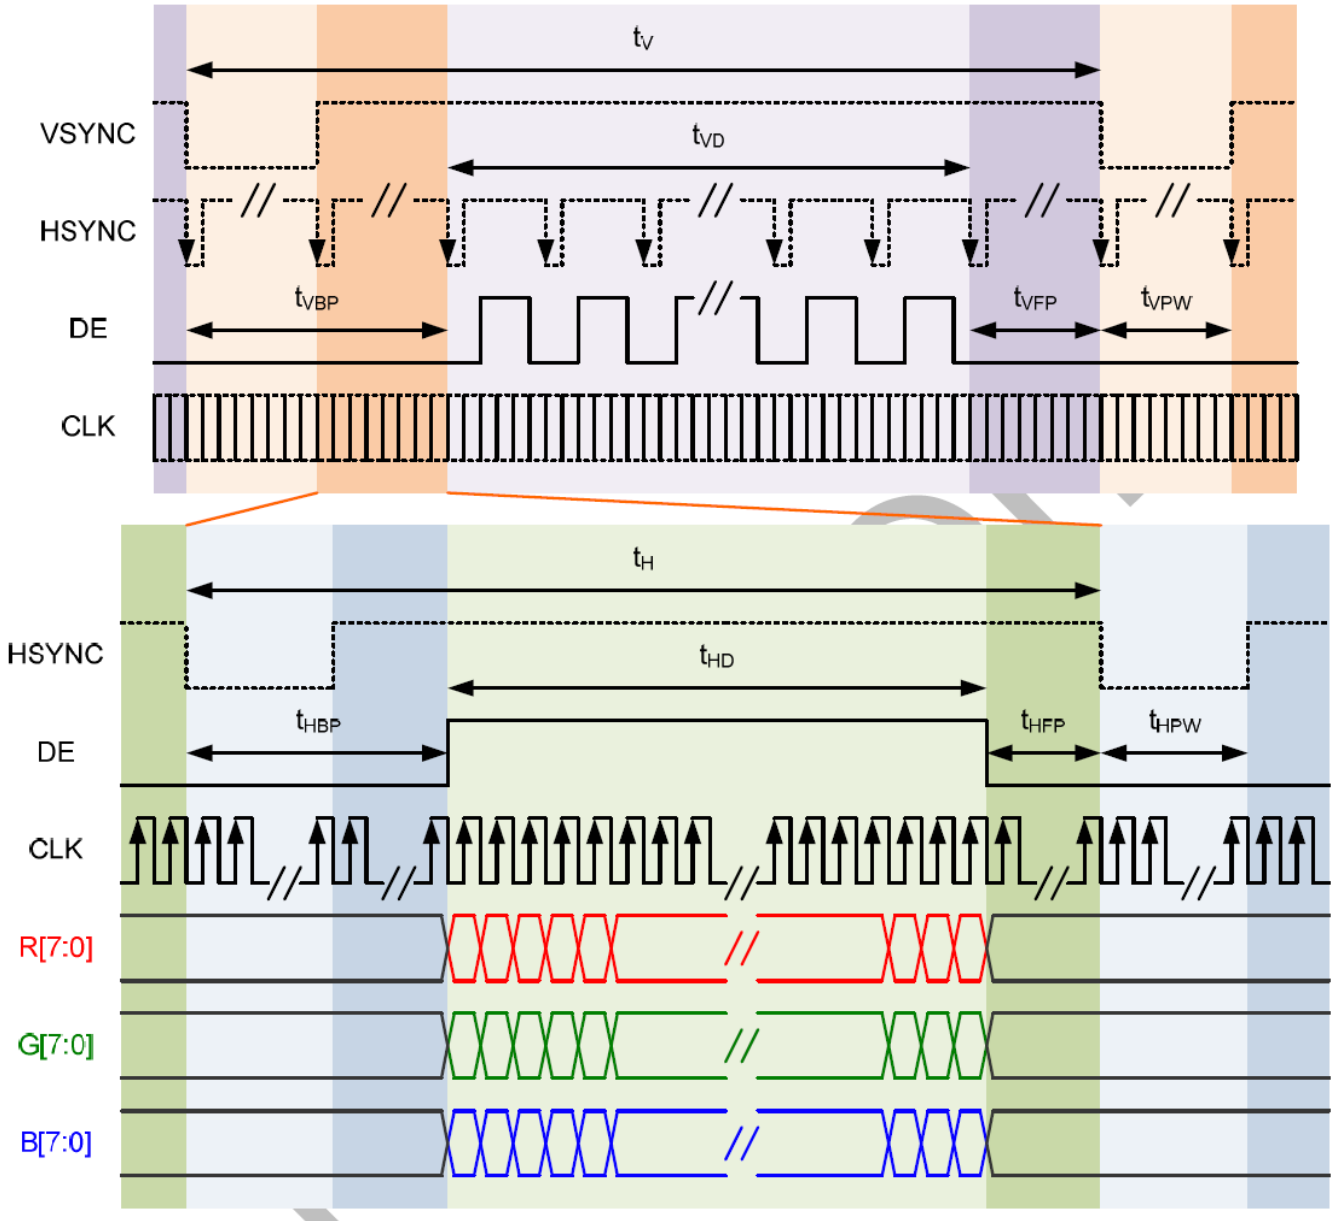 tV
VSYNC
tVD
HSYNC
tVBP
tVFP
tVPW
DE
CLK
tH
HSYNC
tHD
tHBP
tHFP
tHPW
DE
CLK
R[7:0]
G[7:0]
B[7:0]